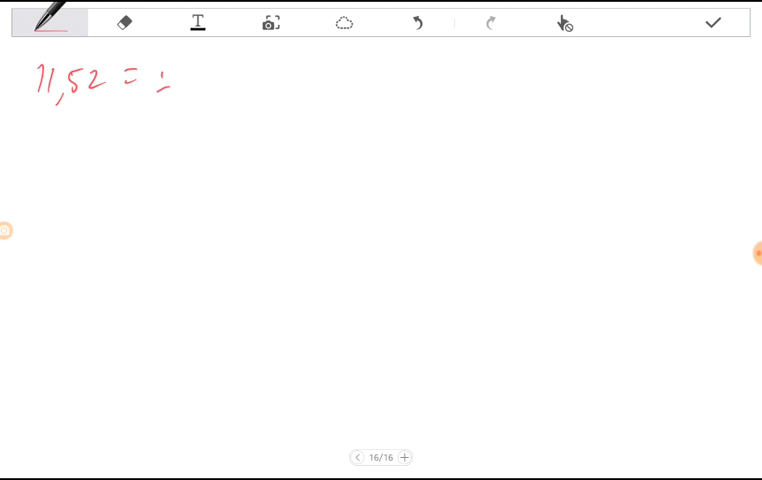 T
11,52 = ÷
16/16